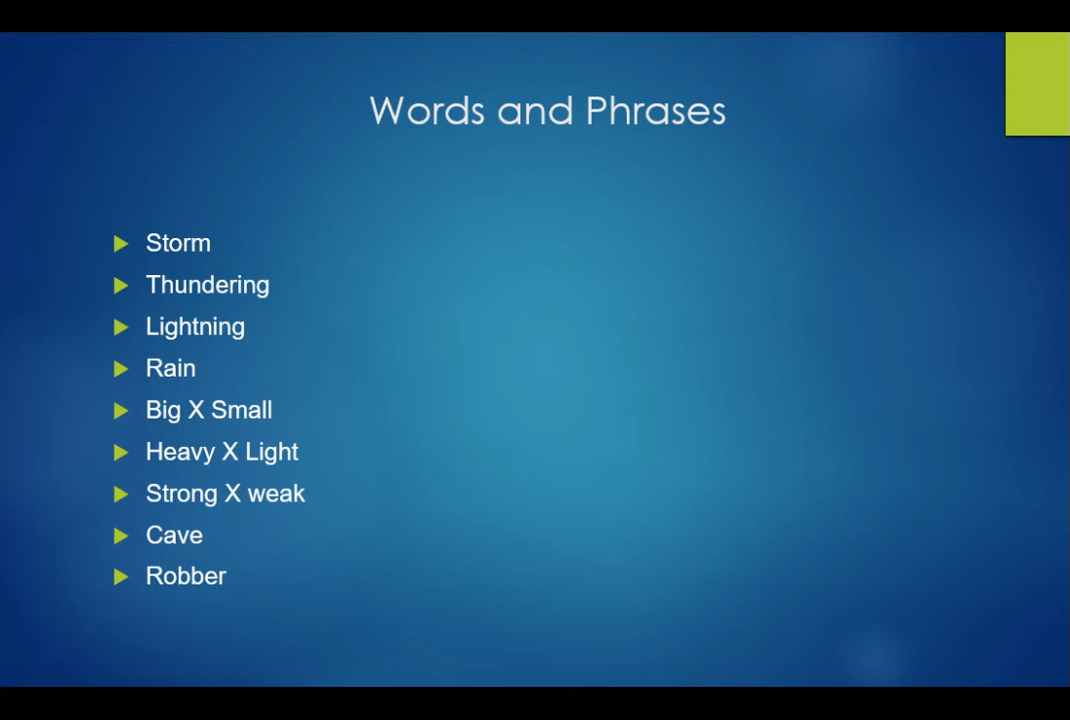 Words and Phrases
Storm
Thundering
Lightning
Rain
Big X Small
Heavy X Light
Strong X weak
Cave
Robber